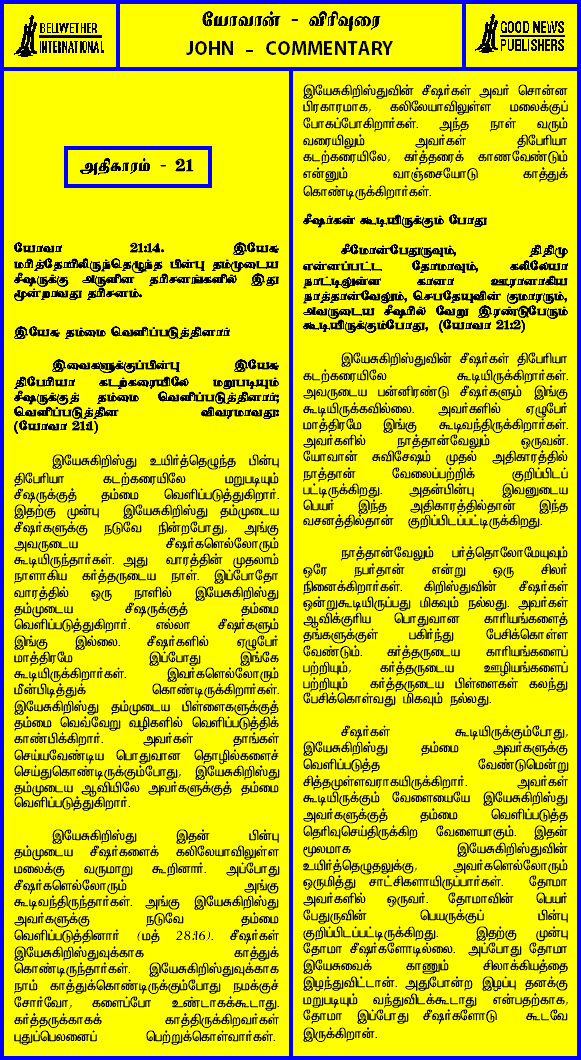 BELWETHER
INTERNATIONAL
யோவான் - விரிவுரை
JOHN - COMMENTARY
GOOD NEWS
PUBLISHERS
அதிகாரம் - 21
யோவா 21:14. இயேசு
மரித்தோரிலிருந்தெழுந்த பின்பு தம்முடைய
சீஷருக்கு அருளின தரிசனங்களில் இது
மூன்றாவது தரிசனம்.
இயேசு தம்மை வெளிப்படுத்தினார்
இவைகளுக்குப்பின்பு இயேசு
திபேரியா கடற்கரையிலே மறுபடியும்
சீஷருக்குத் தம்மை வெளிப்படுத்தினார்;
வெளிப்படுத்தின விவரமாவது:
(யோவா 21:1)
இயேசுகிறிஸ்து உயிர்த்தெழுந்த பின்பு
திபேரியா கடற்கரையிலே மறுபடியும்
சீஷருக்குத் தம்மை வெளிப்படுத்துகிறார்.
இதற்கு முன்பு இயேசுகிறிஸ்து தம்முடைய
சீஷர்களுக்கு நடுவே நின்றபோது, அங்கு
அவருடைய சீஷர்களெல்லோரும்
கூடியிருந்தார்கள். அது வாரத்தின் முதலாம்
நாளாகிய கர்த்தருடைய நாள். இப்போதோ
வாரத்தில் ஒரு நாளில் இயேசுகிறிஸ்து
தம்முடைய சீஷருக்குத் தம்மை
வெளிப்படுத்துகிறார். எல்லா சீஷர்களும்
இங்கு இல்லை. சீஷர்களில் ஏழுபேர்
மாத்திரமே இப்போது இங்கே
கூடியிருக்கிறார்கள். இவர்களெல்லோரும்
மீன்பிடித்துக் கொண்டிருக்கிறார்கள்.
இயேசுகிறிஸ்து தம்முடைய பிள்ளைகளுக்குத்
தம்மை வெவ்வேறு வழிகளில் வெளிப்படுத்திக்
காண்பிக்கிறார். அவர்கள் தாங்கள்
செய்யவேண்டிய பொதுவான தொழில்களைச்
செய்துகொண்டிருக்கும்போது, இயேசுகிறிஸ்து
தம்முடைய ஆவியிலே அவர்களுக்குத் தம்மை
வெளிப்படுத்துகிறார்.
இயேசுகிறிஸ்து இதன் பின்பு
தம்முடைய சீஷர்களைக் கலிலேயாவிலுள்ள
மலைக்கு வருமாறு கூறினார். அப்போது
சீஷர்களெல்லோரும் அங்கு
கூடிவந்திருந்தார்கள். அங்கு இயேசுகிறிஸ்து
அவர்களுக்கு நடுவே தம்மை
வெளிப்படுத்தினார் (மத் 28:16). சீஷர்கள்
இயேசுகிறிஸ்துவுக்காக காத்துக்
கொண்டிருந்தார்கள். இயேசுகிறிஸ்துவுக்காக
நாம் காத்துக்கொண்டிருக்கும்போது நமக்குச்
சோர்வோ, களைப்போ உண்டாகக்கூடாது.
கர்த்தருக்காகக் காத்திருக்கிறவர்கள்
புதுப்பெலனைப் பெற்றுக்கொள்வார்கள்.
இயேசுகிறிஸ்துவின் சீஷர்கள் அவர் சொன்ன
பிரகாரமாக, கலிலேயாவிலுள்ள மலைக்குப்
போகப்போகிறார்கள். அந்த நாள் வரும்
வரையிலும் அவர்கள் திபேரியா
கடற்கரையிலே, கர்த்தரைக் காணவேண்டும்
என்னும் வாஞ்சையோடு காத்துக்
கொண்டிருக்கிறார்கள்.
சீஷர்கள் கூடியிருக்கும் போது
சீமோன்பேதுருவும், திதிமு
என்னப்பட்ட தோமாவும், கலிலேயா
நாட்டிலுள்ள கானா ஊரானாகிய
நாத்தான்வேலும், செபதேயுவின் குமாரரும்,
அவருடைய சீஷரில் வேறு இரண்டுபேரும்
கூடியிருக்கும்போது, (யோவா 21:2)
இயேசுகிறிஸ்துவின் சீஷர்கள் திபேரியா
கடற்கரையிலே கூடியிருக்கிறார்கள்.
அவருடைய பன்னிரண்டு சீஷர்களும் இங்கு
கூடியிருக்கவில்லை. அவர்களில் ஏழுபேர்
மாத்திரமே இங்கு கூடிவந்திருக்கிறார்கள்.
அவர்களில் நாத்தான்வேலும் ஒருவன்.
யோவான் சுவிசேஷம் முதல் அதிகாரத்தில்
நாத்தான் வேலைப்பற்றிக் குறிப்பிடப்
பட்டிருக்கிறது. அதன்பின்பு இவனுடைய
பெயர் இந்த அதிகாரத்தில்தான் இந்த
வசனத்தில்தான் குறிப்பிடப்பட்டிருக்கிறது.
நாத்தான்வேலும் பர்த்தொலோமேயுவும்
ஒரே நபர்தான் என்று ஒரு சிலர்
நினைக்கிறார்கள். கிறிஸ்துவின் சீஷர்கள்
ஒன்றுகூடியிருப்பது மிகவும் நல்லது. அவர்கள்
ஆவிக்குரிய பொதுவான காரியங்களைத்
தங்களுக்குள் பகிர்ந்து பேசிக்கொள்ள
வேண்டும். கர்த்தருடைய காரியங்களைப்
பற்றியும், கர்த்தருடைய ஊழியங்களைப்
பற்றியும் கர்த்தருடைய பிள்ளைகள் கலந்து
பேசிக்கொள்வது மிகவும் நல்லது.
சீஷர்கள் கூடியிருக்கும்போது,
இயேசுகிறிஸ்து தம்மை அவர்களுக்கு
வெளிப்படுத்த வேண்டுமென்று
சித்தமுள்ளவராகயிருக்கிறார். அவர்கள்
கூடியிருக்கும் வேளையையே இயேசுகிறிஸ்து
அவர்களுக்குத் தம்மை வெளிப்படுத்த
தெரிவுசெய்திருக்கிற வேளையாகும். இதன்
மூலமாக இயேசுகிறிஸ்துவின்
உயிர்த்தெழுதலுக்கு, அவர்களெல்லோரும்
ஒருமித்து சாட்சிகளாயிருப்பார்கள். தோமா
அவர்களில் ஒருவர். தோமாவின் பெயர்
பேதுருவின் பெயருக்குப் பின்பு
குறிப்பிடப்பட்டிருக்கிறது. இதற்கு முன்பு
தோமா சீஷர்களோடில்லை. அப்போது தோமா
இயேசுவைக் காணும் சிலாக்கியத்தை
இழந்துவிட்டான். அதுபோன்ற இழப்பு தனக்கு
மறுபடியும் வந்துவிடக்கூடாது என்பதற்காக,
தோமா இப்போது சீஷர்களோடு கூடவே
இருக்கிறான்.